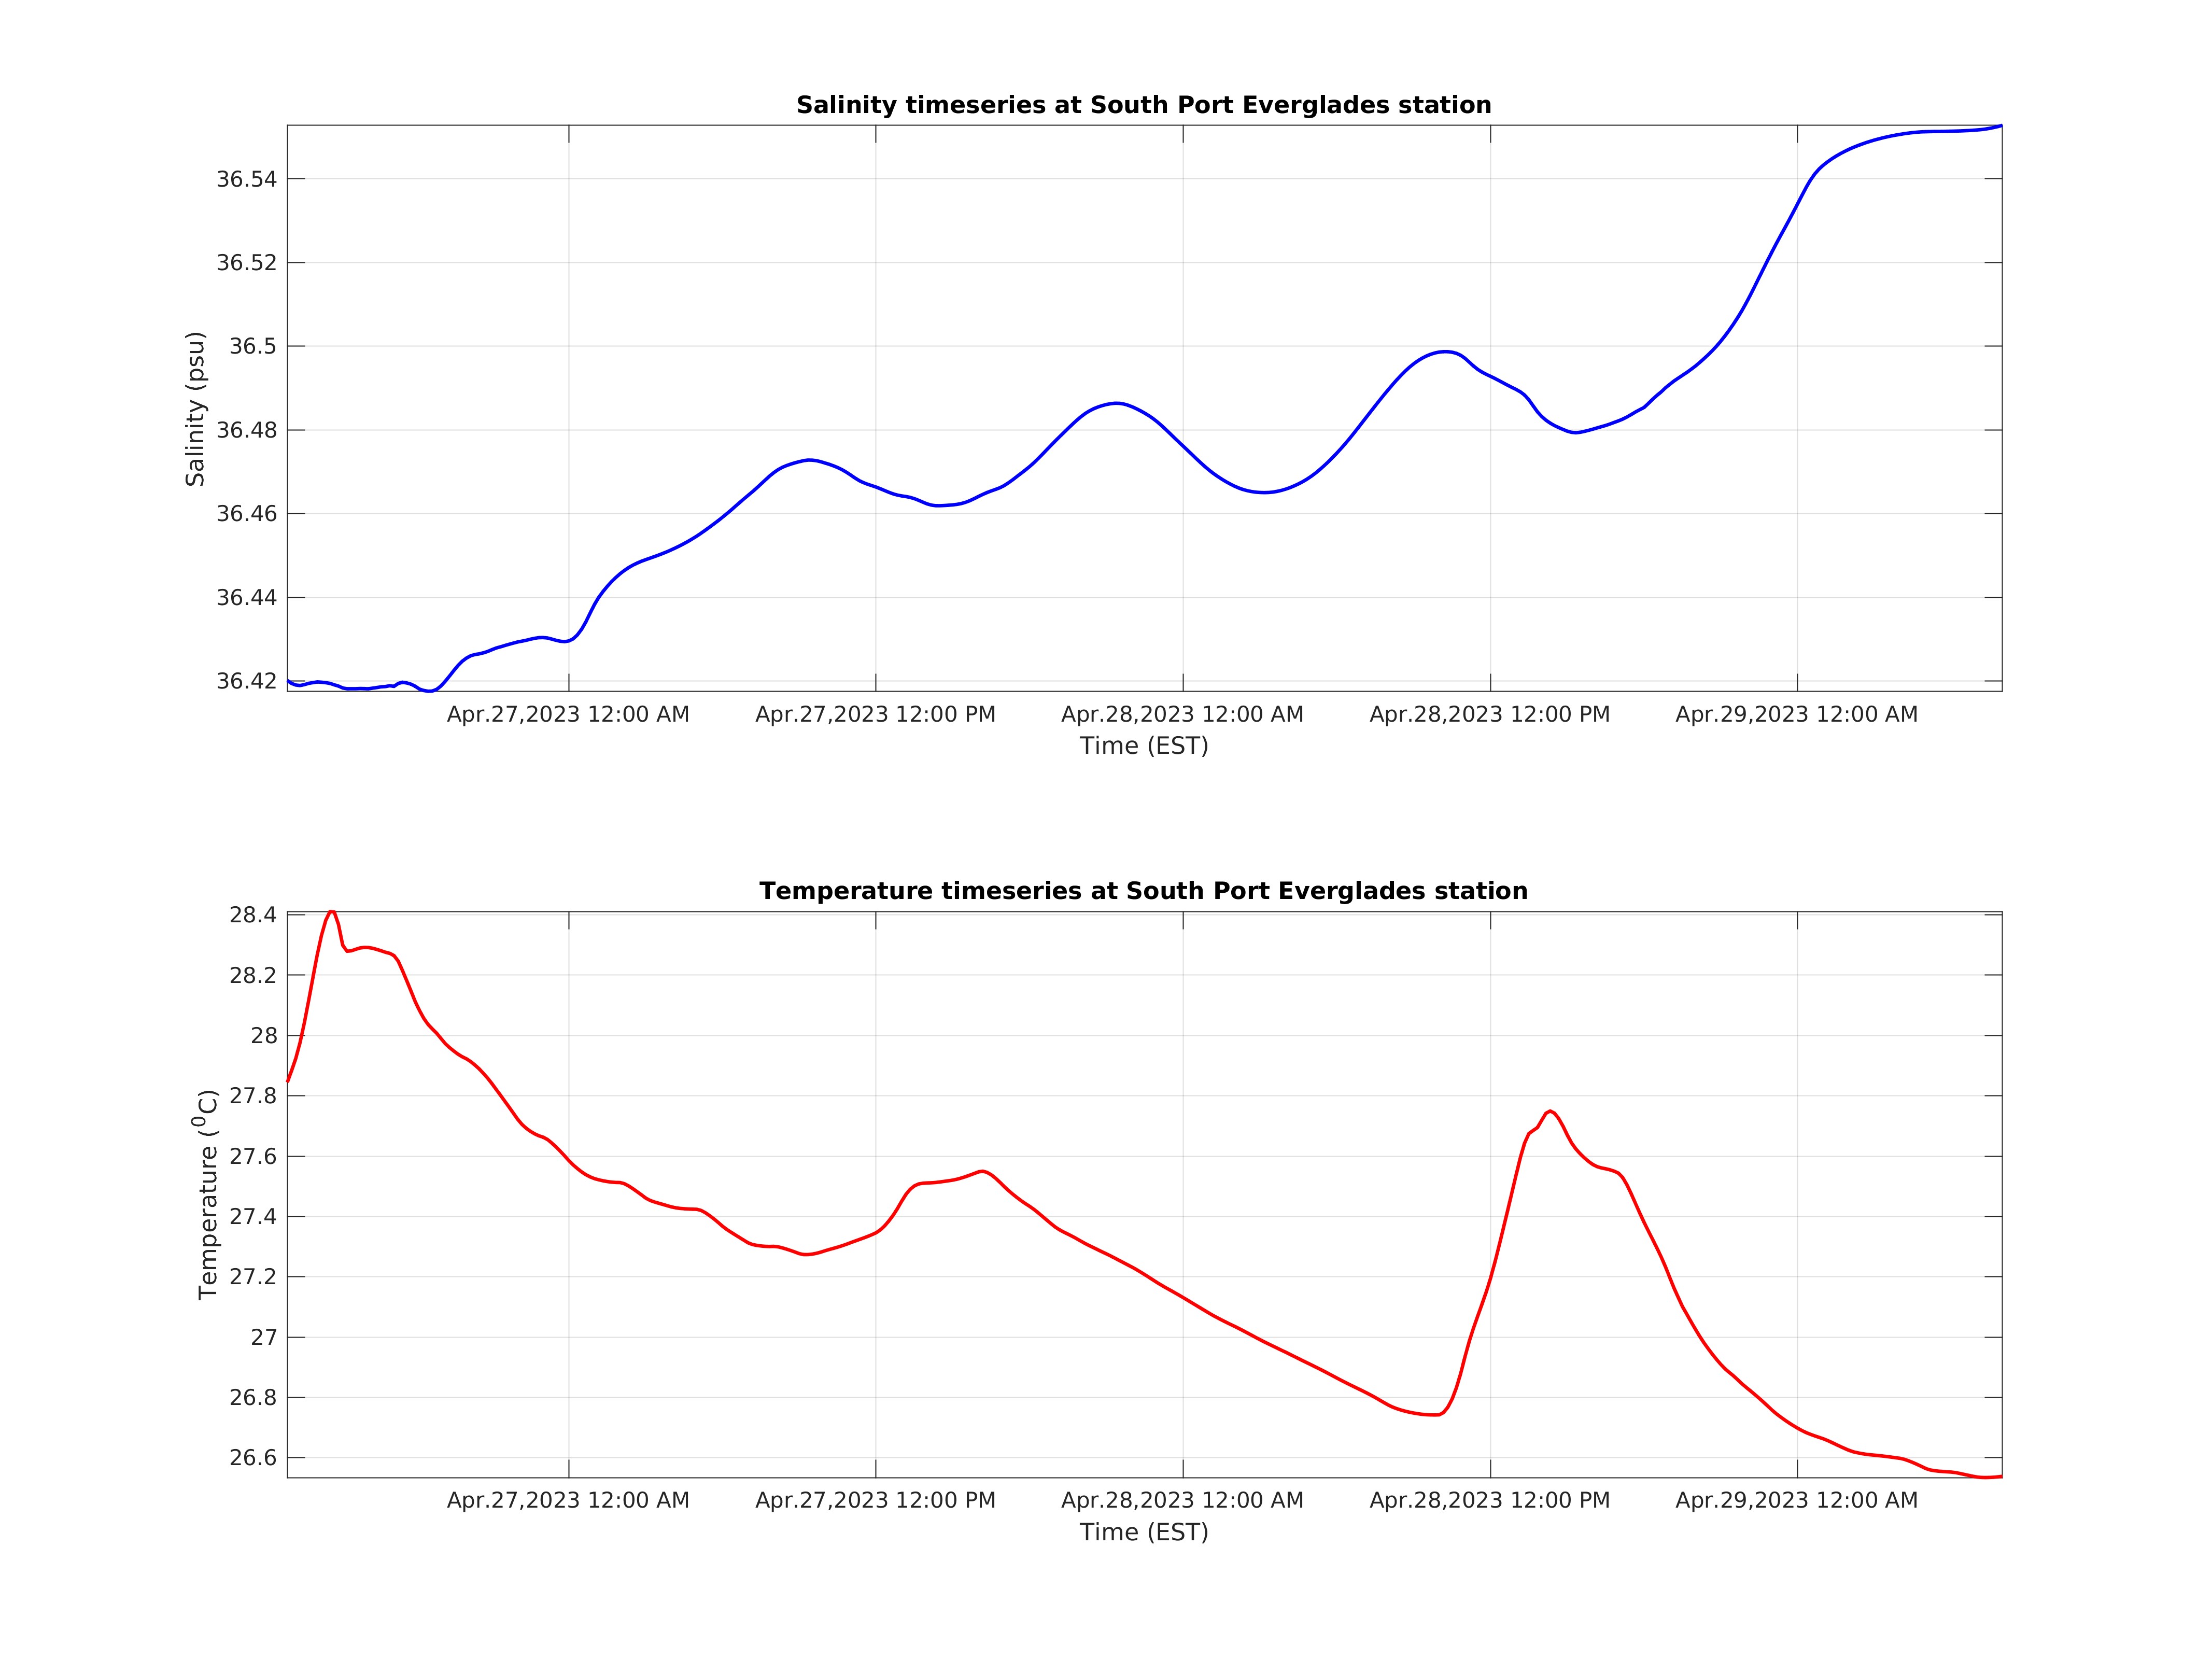 Salinity timeseries at South Port Everglades station
36.54
36.52
36.5
36.48
36.46
36.44
36.42
Salinity (psu)
Apr.27,2023 12:00 AM Apr.27,2023 12:00 PM Apr.28,2023 12:00 AM Apr.28,2023 12:00 PM Apr.29,2023 12:00 AM
Time (EST)
Temperature timeseries at South Port Everglades station
28.4
28.2
28
27.8
27.6
27.4
27.2
27
26.8
26.6
Temperature (⁰C)
Apr.27,2023 12:00 AM Apr.27,2023 12:00 PM Apr.28,2023 12:00 AM Apr.28,2023 12:00 PM Apr.29,2023 12:00 AM
Time (EST)